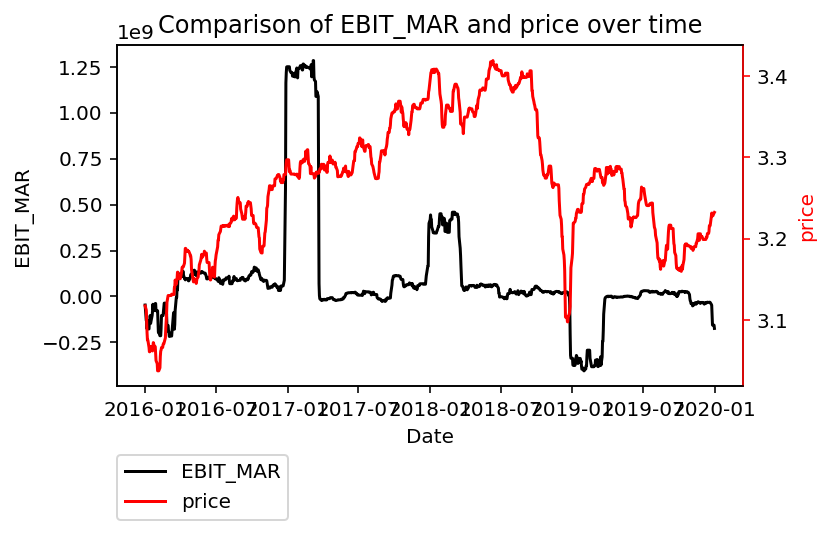 Comparison of EBIT_MAR and price over time
1e9
1.25
1.00
0.75
0.50
0.25
0.00
−0.25
EBIT_MAR
3.4
3.3
3.2
3.1
price
2016-01 2016-07 2017-01 2017-07 2018-01 2018-07 2019-01 2019-07 2020-01
Date
EBIT_MAR
price